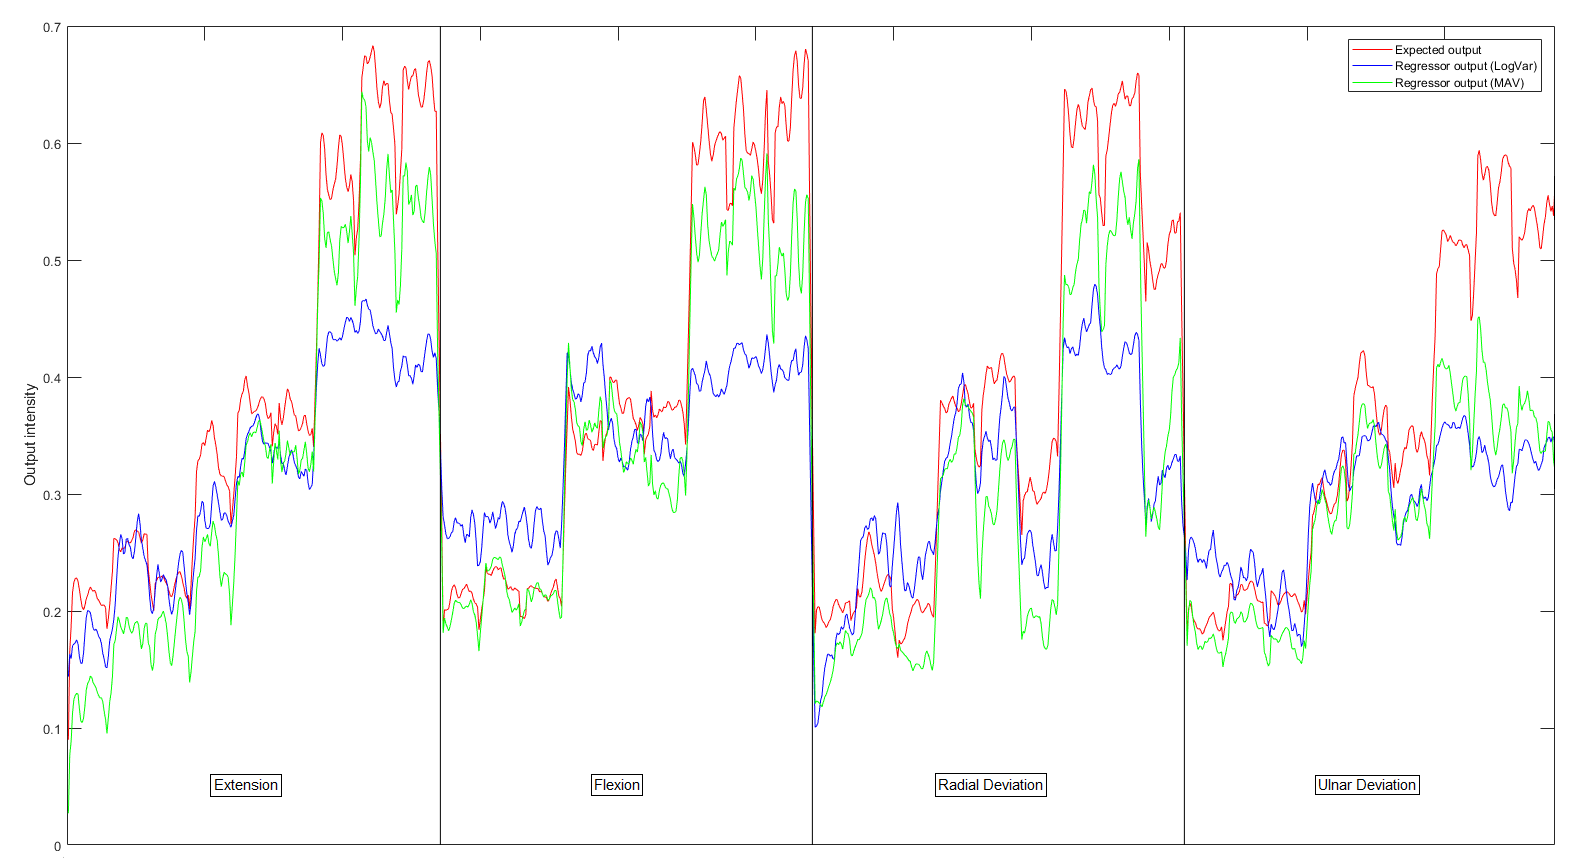 0.7
0.6
0.5
0.4
0.3
0.2
0.1
0
Output intensity
Expected output
Regressor output (LogVar)
Regressor output (MAV)
Extension
Flexion
Radial Deviation
Ulnar Deviation